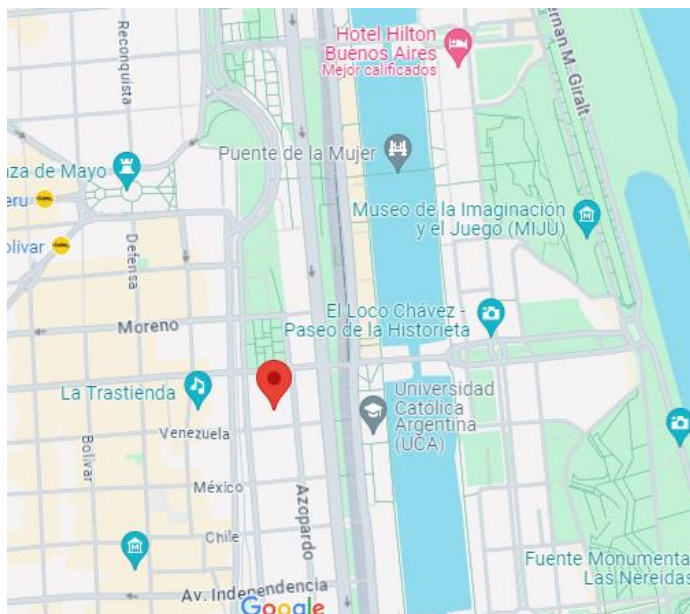 Hotel Hilton
Buenos Aires
Mejor calificados
ernan M. Giralt
Reconquista
Puente de la Mujer
aza de Mayo
eru
olivar
Defensa
Museo de la Imaginación
y el Juego (MIJU)
El Loco Chávez -
Paseo de la Historieta
Moreno
La Trastienda
Universidad
Católica
Argentina
(UCA)
Venezuela
Bolívar
México
Azopardo
Chile
Fuente Monumenta
Las Nereidas
Av. Independencia
Google